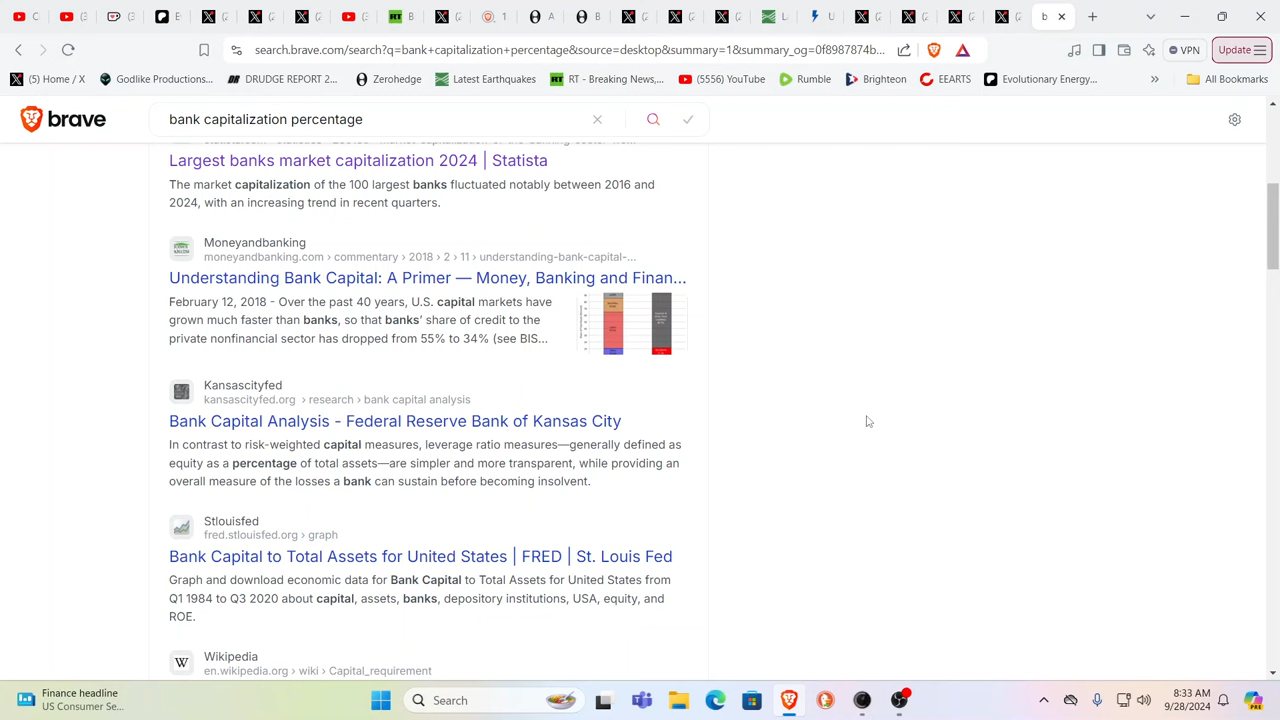 C
(3
E
(3
(
(
(
(
RT
B
(
1
A
B
(
(
(
L
U
(
(
(
(
b
search.brave.com/search?q=bank+capitalization+percentage&source=desktop&summary=1&summary_og=0f8987874b...
VPN
Update
(5) Home / X
Godlike Productions...
DRUDGE REPORT 2...
Zerohedge
Latest Earthquakes
RT - Breaking News,...
(555) YouTube
Rumble
Brighteon
EEARTS
Evolutionary Energy...
All Bookmarks
brave
bank capitalization percentage
Largest banks market capitalization 2024 | Statista
The market capitalization of the 100 largest banks fluctuated notably between 2016 and
2024, with an increasing trend in recent quarters.
Moneyandbanking
moneyandbanking.com › commentary › 2018 › 2 › 11 › understanding-bank-capital-...
Understanding Bank Capital: A Primer — Money, Banking and Finan...
February 12, 2018 - Over the past 40 years, U.S. capital markets have
grown much faster than banks, so that banks’ share of credit to the
private nonfinancial sector has dropped from 55% to 34% (see BIS...
Kansascityfed
kansascityfed.org › research › bank capital analysis
Bank Capital Analysis - Federal Reserve Bank of Kansas City
In contrast to risk-weighted capital measures, leverage ratio measures—generally defined as
equity as a percentage of total assets—are simpler and more transparent, while providing an
overall measure of the losses a bank can sustain before becoming insolvent.
Stlouisfed
fred.stlouisfed.org › graph
Bank Capital to Total Assets for United States | FRED | St. Louis Fed
Graph and download economic data for Bank Capital to Total Assets for United States from
Q1 1984 to Q3 2020 about capital, assets, banks, depository institutions, USA, equity, and
ROE.
W
Wikipedia
en.wikipedia.org › wiki › Capital_requirement
Finance headline
US Consumer Se...
Search
8:33 AM
9/28/2024